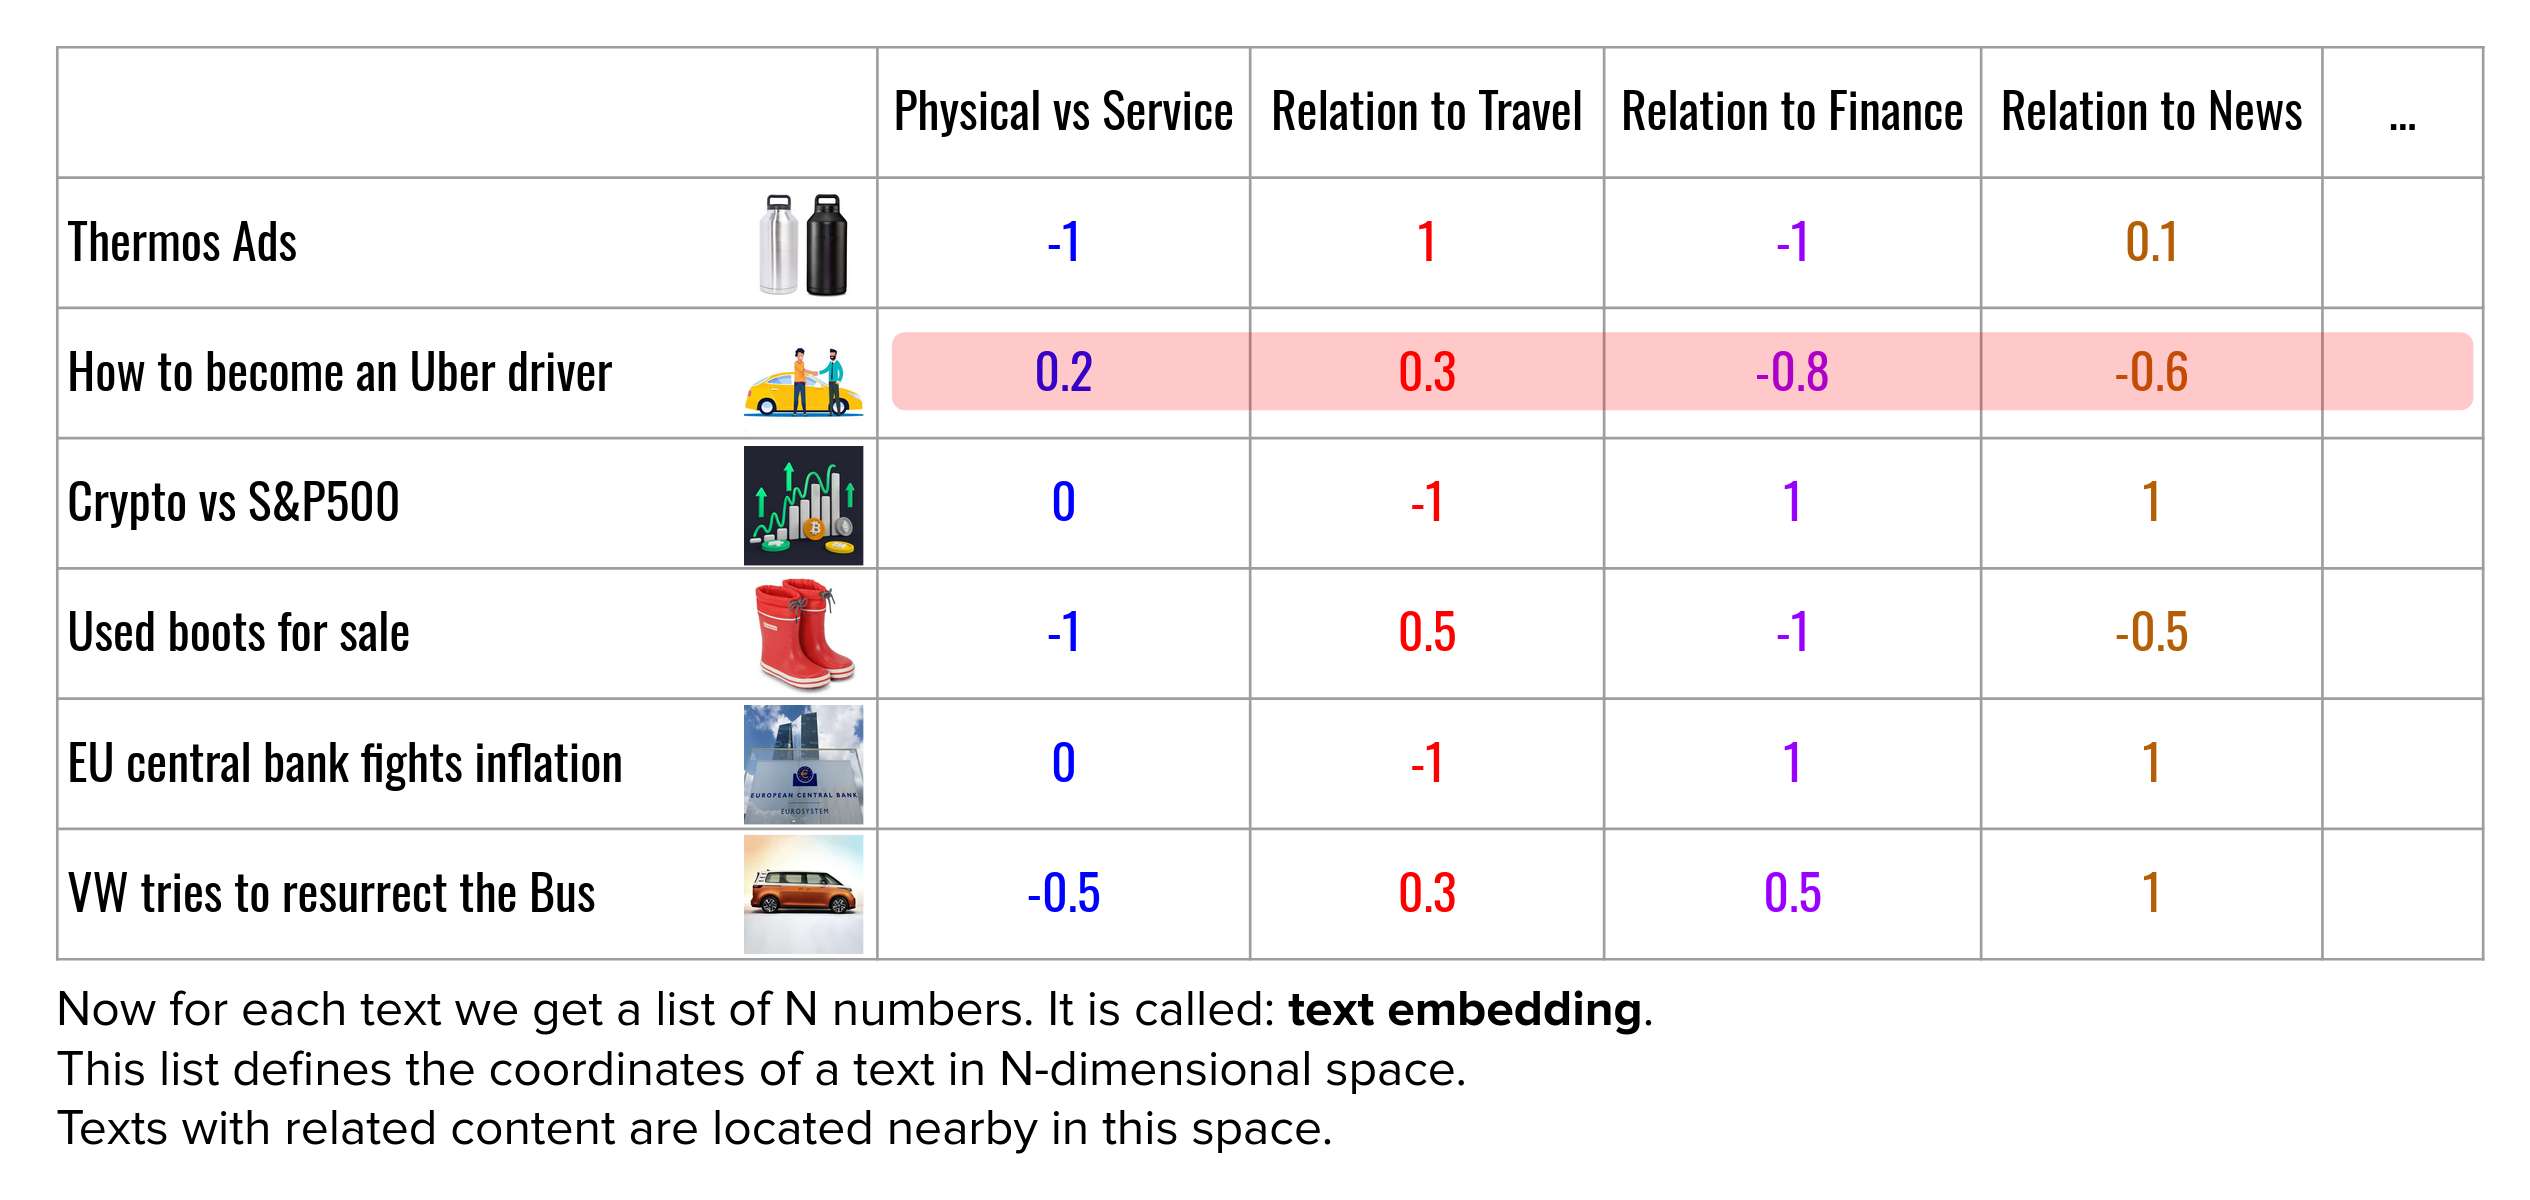 Physical vs Service Relation to Travel Relation to Finance Relation to News ...
Thermos Ads -1 1 -1 0.1
How to become an Uber driver 0.2 0.3 -0.8 -0.6
Crypto vs S&P500 0 -1 1 1
Used boots for sale -1 0.5 -1 -0.5
EU central bank fights inflation 0 -1 1 1
EUROPEAN CENTRAL BANK
EUROSYSTEM
VW tries to resurrect the Bus -0.5 0.3 0.5 1
Now for each text we get a list of N numbers. It is called: text embedding.
This list defines the coordinates of a text in N-dimensional space.
Texts with related content are located nearby in this space.